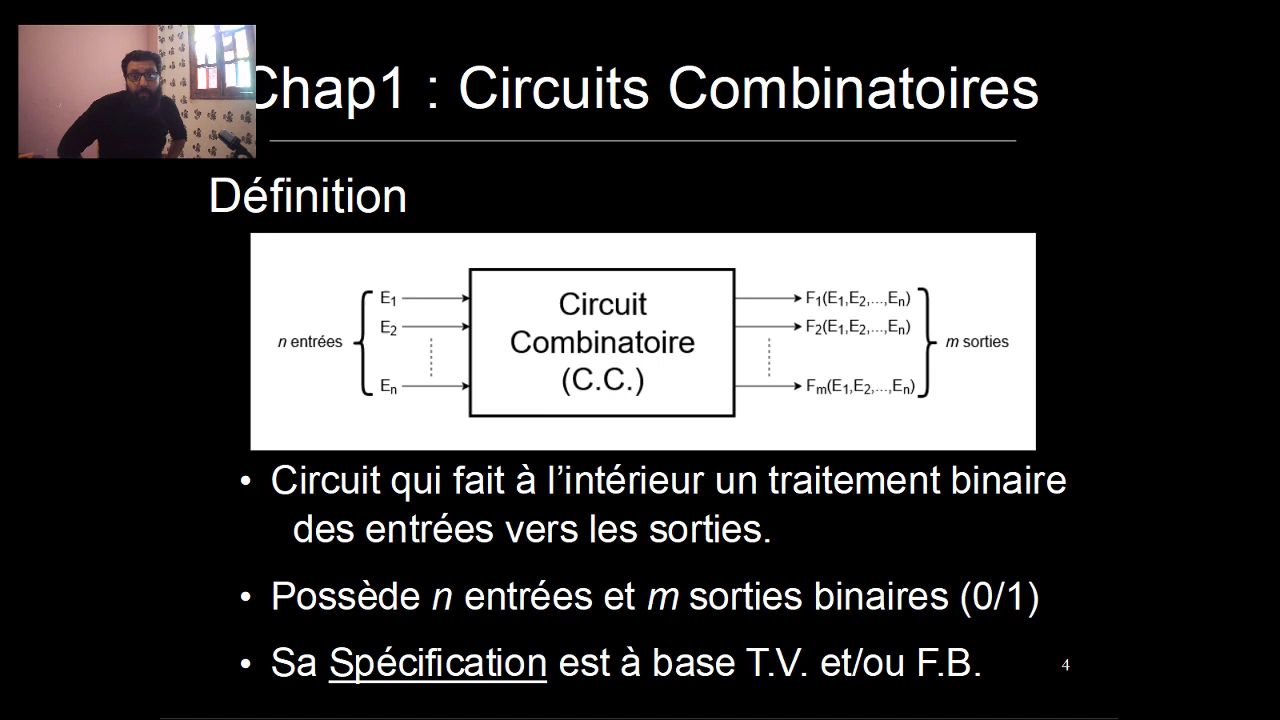 Chap1 : Circuits Combinatoires
Définition
n entrées
E1
E2
En
Circuit
Combinatoire
(C.C.)
F1(E1,E2,...,En)
F2(E1,E2,...,En)
Fm(E1,E2,...,En)
m sorties
• Circuit qui fait à l’intérieur un traitement binaire
des entrées vers les sorties.
• Possède n entrées et m sorties binaires (0/1)
• Sa Spécification est à base T.V. et/ou F.B.
4